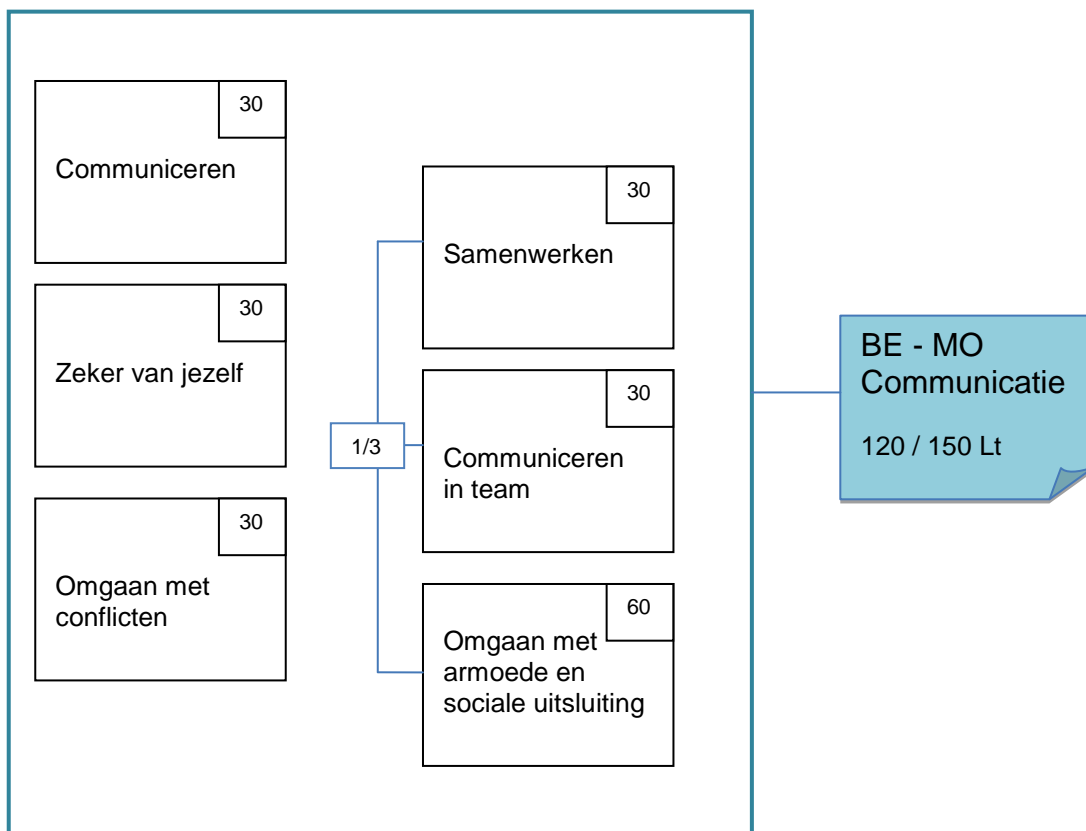 30
Communiceren
30
Zeker van jezelf
30
Omgaan met
conflicten
1/3
30
Samenwerken
30
Communiceren
in team
60
Omgaan met
armoede en
sociale uitsluiting
BE - MO
Communicatie
120 / 150 Lt